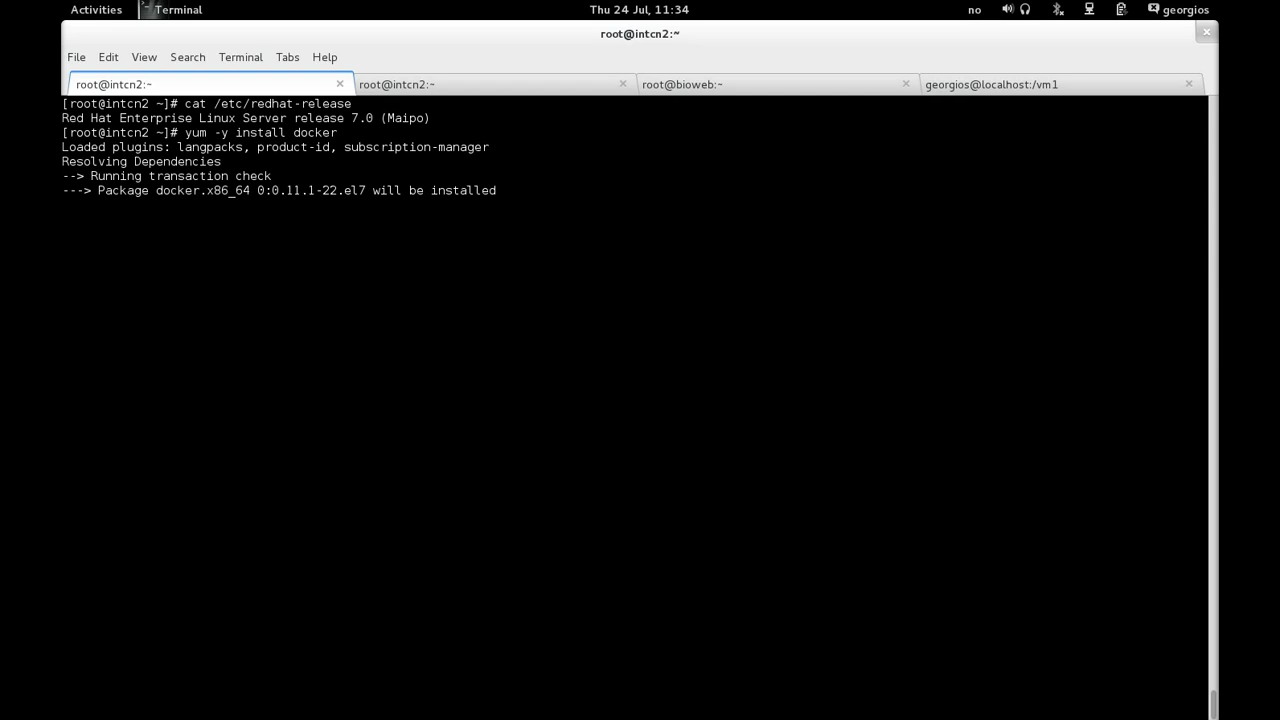 Activities Terminal Thu 24 Jul, 11:34 no georgios
root@intcn2:~
File Edit View Search Terminal Tabs Help
root@intcn2:~ root@intcn2:~ root@bioweb:~ georgios@localhost:/vm1
[root@intcn2 ~]# cat /etc/redhat-release
Red Hat Enterprise Linux Server release 7.0 (Maipo)
[root@intcn2 ~]# yum -y install docker
Loaded plugins: langpacks, product-id, subscription-manager
Resolving Dependencies
--> Running transaction check
---> Package docker.x86_64 0:0.11.1-22.el7 will be installed